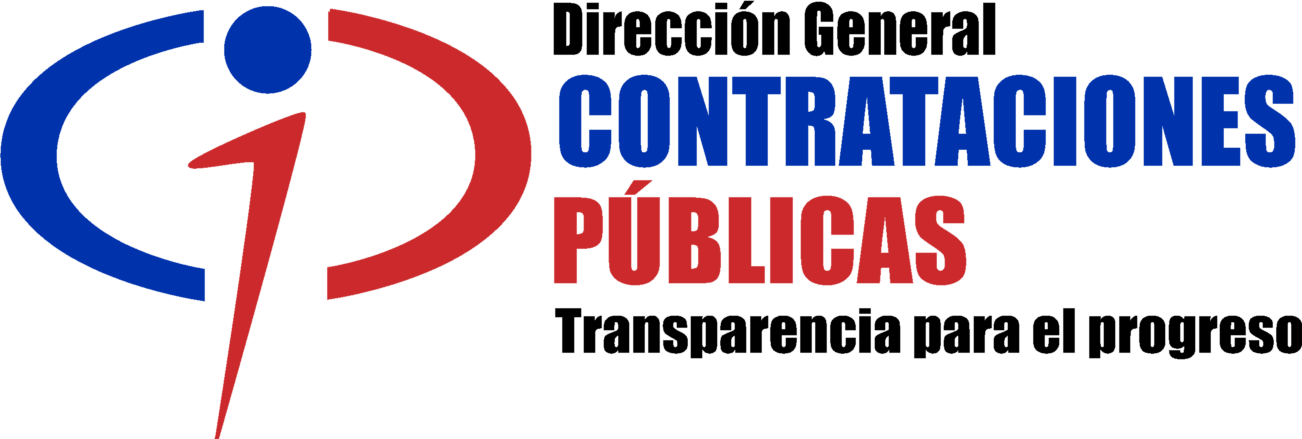 Dirección General
CONTRATACIONES
PÚBLICAS
Transparencia para el progreso